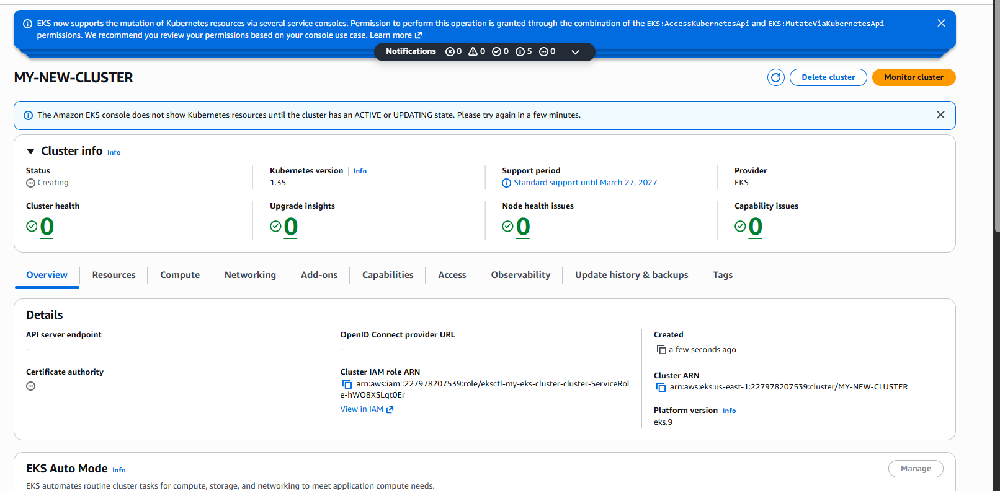 EKS now supports the mutation of Kubernetes resources via several service consoles. Permission to perform this operation is granted through the combination of the EKS:AccessKubernetesApi and EKS:MutateViaKubernetesApi
permissions. We recommend you review your permissions based on your console use case. Learn more
Notifications 0 0 0 5 0
MY-NEW-CLUSTER
Delete cluster
Monitor cluster
The Amazon EKS console does not show Kubernetes resources until the cluster has an ACTIVE or UPDATING state. Please try again in a few minutes.
Cluster info Info
Status
Creating
Kubernetes version Info
1.35
Support period
Standard support until March 27, 2027
Provider
EKS
Cluster health
0
Upgrade insights
0
Node health issues
0
Capability issues
0
Overview Resources Compute Networking Add-ons Capabilities Access Observability Update history & backups Tags
Details
API server endpoint
-
Certificate authority
OpenID Connect provider URL
-
Cluster IAM role ARN
arn:aws:iam::227978207539:role/eksctl-my-eks-cluster-cluster-ServiceRol
e-hWO8XSLqt0Er
View in IAM
Created
a few seconds ago
Cluster ARN
arn:aws:eks:us-east-1:227978207539:cluster/MY-NEW-CLUSTER
Platform version Info
eks.9
EKS Auto Mode Info
Manage
EKS automates routine cluster tasks for compute, storage, and networking to meet application compute needs.